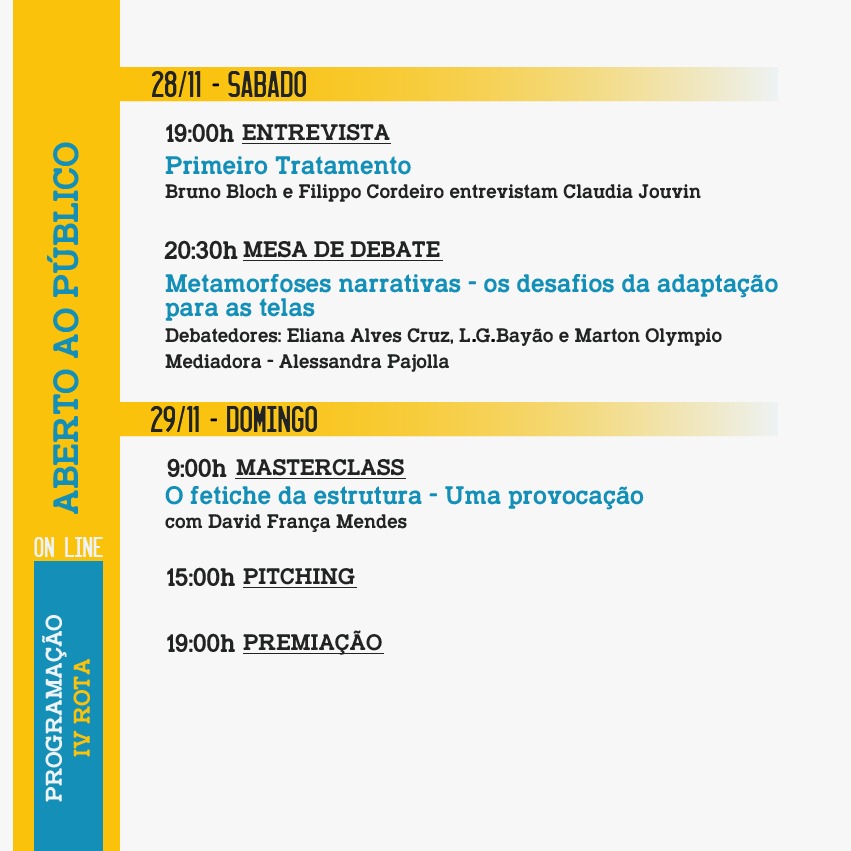 28/11 - SABADO
19:00h ENTREVISTA
Primeiro Tratamento
Bruno Bloch e Filippo Cordeiro entrevistam Claudia Jouvin
20:30h MESA DE DEBATE
Metamorfoses narrativas - os desafios da adaptação
para as telas
Debatedores: Eliana Alves Cruz, L.G.Bayão e Marton Olympio
Mediadora - Alessandra Pajolla
29/11 - DOMINGO
9:00h MASTERCLASS
O fetiche da estrutura - Uma provocação
com David França Mendes
15:00h PITCHING
19:00h PREMIAÇÃO
ABERTO AO PÚBLICO
ON LINE
PROGRAMAÇÃO
IV ROTA